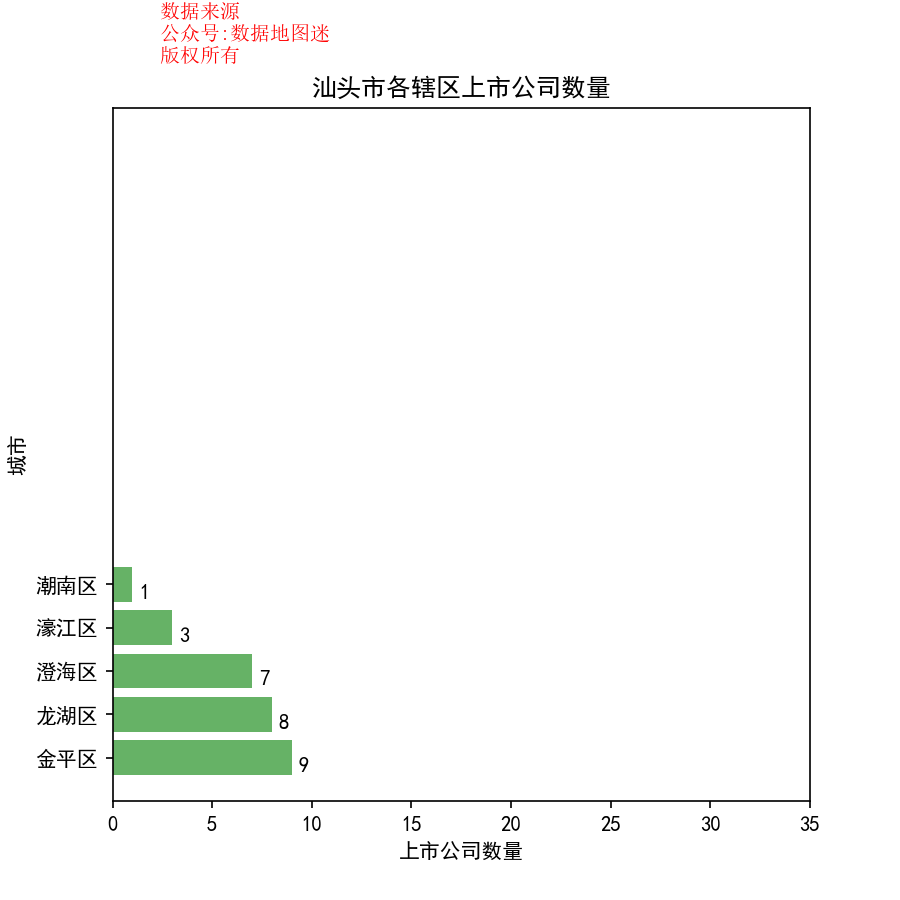 数据来源
公众号:数据地图迷
版权所有
汕头市各辖区上市公司数量
城市
潮南区 1
濠江区 3
澄海区 7
龙湖区 8
金平区 9
0 5 10 15 20 25 30 35
上市公司数量